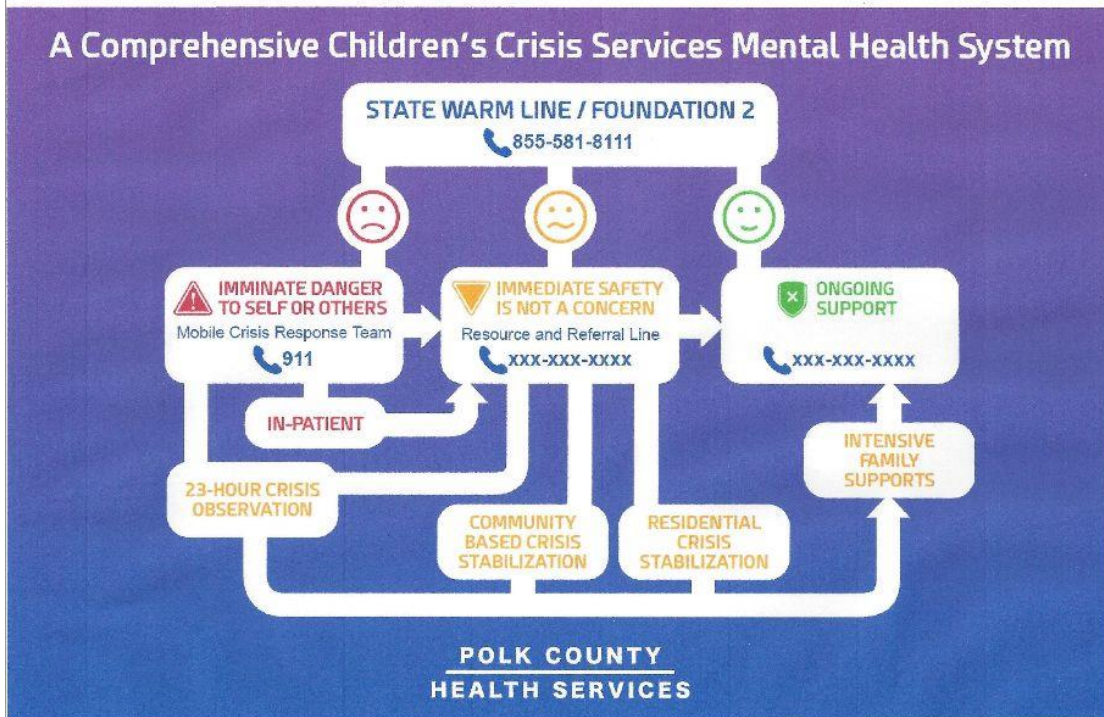 A Comprehensive Children's Crisis Services Mental Health System
STATE WARM LINE / FOUNDATION 2
855-581-8111
IMMINATE DANGER
TO SELF OR OTHERS
Mobile Crisis Response Team
911
IMMEDIATE SAFETY
IS NOT A CONCERN
Resource and Referral Line
xxx-xxx-xxxx
ONGOING
SUPPORT
xxx-xxx-xxxx
IN-PATIENT
INTENSIVE
FAMILY
SUPPORTS
23-HOUR CRISIS
OBSERVATION
COMMUNITY
BASED CRISIS
STABILIZATION
RESIDENTIAL
CRISIS
STABILIZATION
POLK COUNTY
HEALTH SERVICES